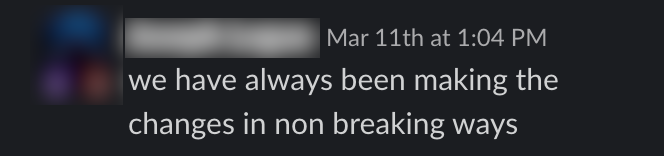 Mar 11th at 1:04 PM
we have always been making the
changes in non breaking ways